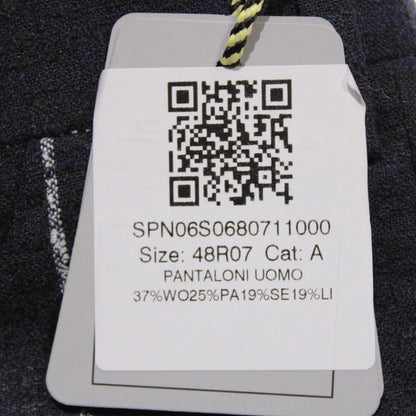 SPN06S0680711000
Size: 48R07 Cat: A
PANTALONI UOMO
37%WO25%PA19%SE19%LI